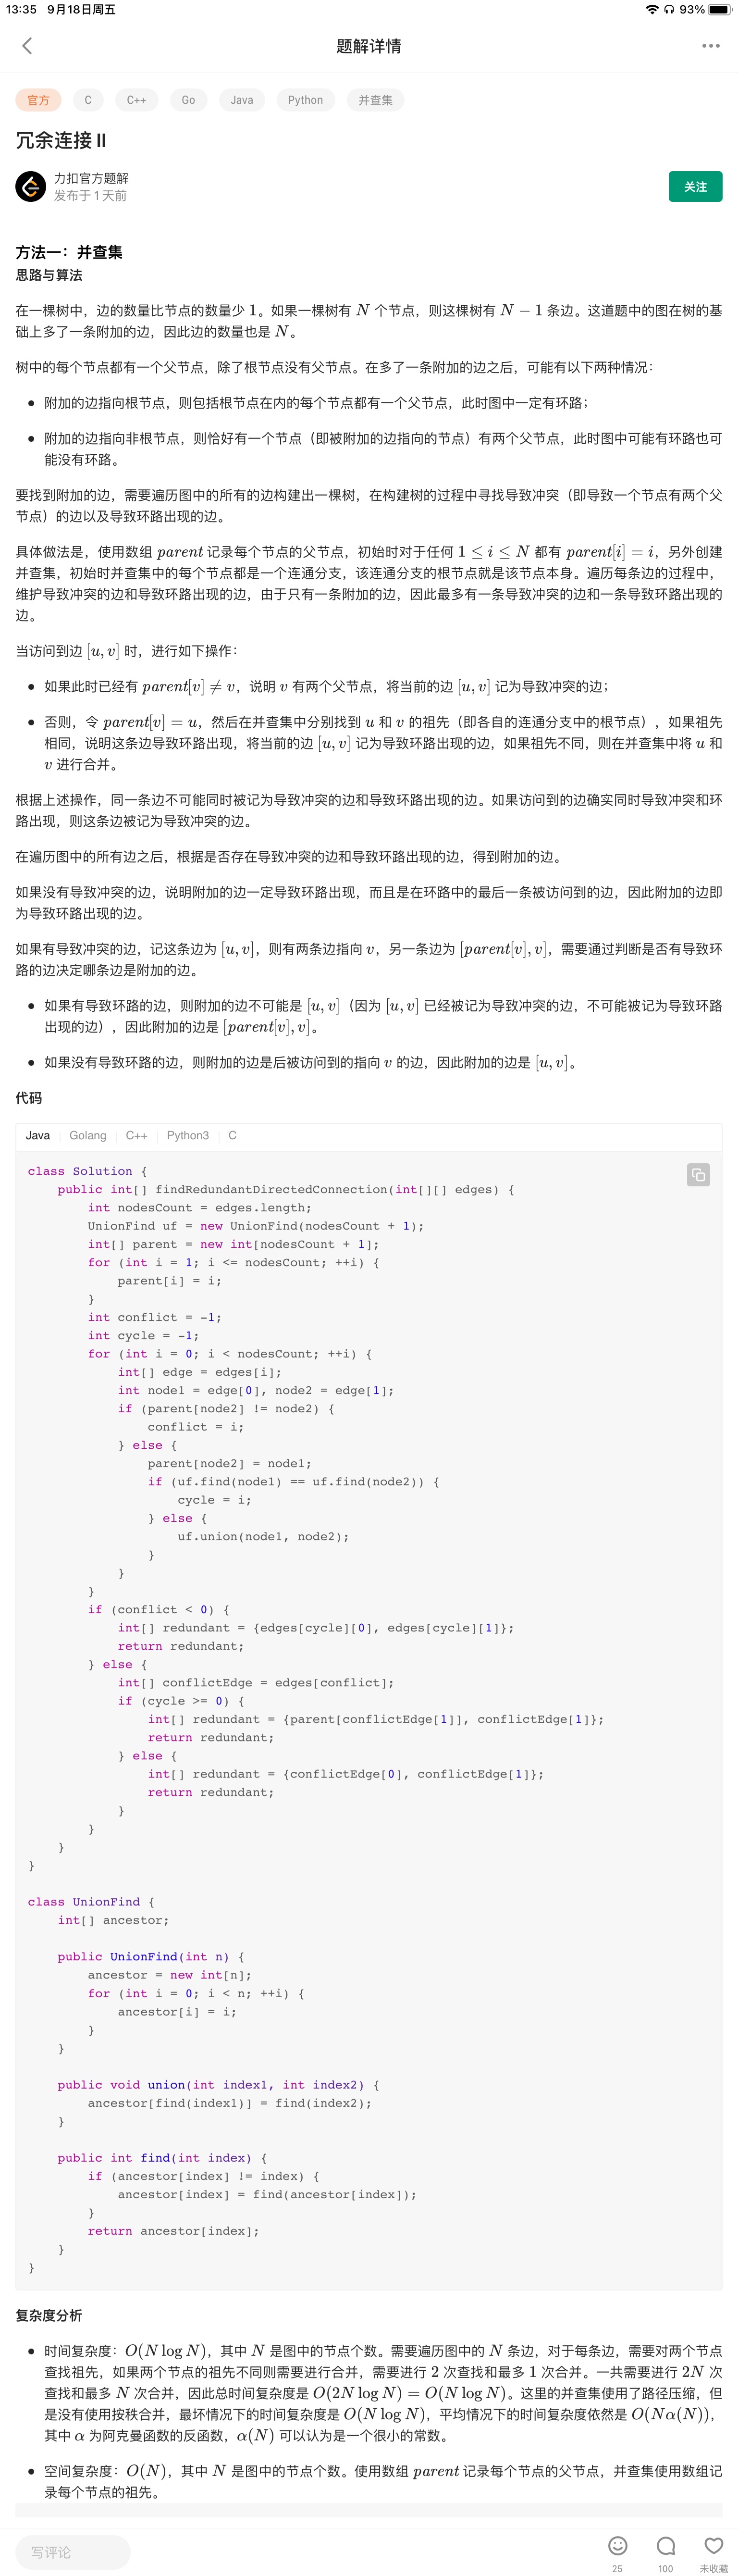 13:35 9月18日周五
93%
题解详情
官方 C C++ Go Java Python 并查集
冗余连接 II
力扣官方题解
发布于 1 天前
关注
方法一：并查集
思路与算法
在一棵树中，边的数量比节点的数量少 1。如果一棵树有 N 个节点，则这棵树有 N − 1 条边。这道题中的图在树的基
础上多了一条附加的边，因此边的数量也是 N。
树中的每个节点都有一个父节点，除了根节点没有父节点。在多了一条附加的边之后，可能有以下两种情况：
• 附加的边指向根节点，则包括根节点在内的每个节点都有一个父节点，此时图中一定有环路；
• 附加的边指向非根节点，则恰好有一个节点（即被附加的边指向的节点）有两个父节点，此时图中可能有环路也可
能没有环路。
要找到附加的边，需要遍历图中的所有的边构建出一棵树，在构建树的过程中寻找导致冲突（即导致一个节点有两个父
节点）的边以及导致环路出现的边。
具体做法是，使用数组 parent 记录每个节点的父节点，初始时对于任何 1 ≤ i ≤ N 都有 parent[i] = i，另外创建
并查集，初始时并查集中的每个节点都是一个连通分支，该连通分支的根节点就是该节点本身。遍历每条边的过程中，
维护导致冲突的边和导致环路出现的边，由于只有一条附加的边，因此最多有一条导致冲突的边和一条导致环路出现的
边。
当访问到边 [u, v] 时，进行如下操作：
• 如果此时已经有 parent[v] ≠ v，说明 v 有两个父节点，将当前的边 [u, v] 记为导致冲突的边；
• 否则，令 parent[v] = u，然后在并查集中分别找到 u 和 v 的祖先（即各自的连通分支中的根节点），如果祖先
相同，说明这条边导致环路出现，将当前的边 [u, v] 记为导致环路出现的边，如果祖先不同，则在并查集中将 u 和
v 进行合并。
根据上述操作，同一条边不可能同时被记为导致冲突的边和导致环路出现的边。如果访问到的边确实同时导致冲突和环
路出现，则这条边被记为导致冲突的边。
在遍历图中的所有边之后，根据是否存在导致冲突的边和导致环路出现的边，得到附加的边。
如果没有导致冲突的边，说明附加的边一定导致环路出现，而且是在环路中的最后一条被访问到的边，因此附加的边即
为导致环路出现的边。
如果有导致冲突的边，记这条边为 [u, v]，则有两条边指向 v，另一条边为 [parent[v], v]，需要通过判断是否有导致环
路的边决定哪条边是附加的边。
• 如果有导致环路的边，则附加的边不可能是 [u, v]（因为 [u, v] 已经被记为导致冲突的边，不可能被记为导致环路
出现的边），因此附加的边是 [parent[v], v]。
• 如果没有导致环路的边，则附加的边是后被访问到的指向 v 的边，因此附加的边是 [u, v]。
代码
Java Golang C++ Python3 C
class Solution {
    public int[] findRedundantDirectedConnection(int[][] edges) {
        int nodesCount = edges.length;
        UnionFind uf = new UnionFind(nodesCount + 1);
        int[] parent = new int[nodesCount + 1];
        for (int i = 1; i <= nodesCount; ++i) {
            parent[i] = i;
        }
        int conflict = -1;
        int cycle = -1;
        for (int i = 0; i < nodesCount; ++i) {
            int[] edge = edges[i];
            int node1 = edge[0], node2 = edge[1];
            if (parent[node2] != node2) {
                conflict = i;
            } else {
                parent[node2] = node1;
                if (uf.find(node1) == uf.find(node2)) {
                    cycle = i;
                } else {
                    uf.union(node1, node2);
                }
            }
        }
        if (conflict < 0) {
            int[] redundant = {edges[cycle][0], edges[cycle][1]};
            return redundant;
        } else {
            int[] conflictEdge = edges[conflict];
            if (cycle >= 0) {
                int[] redundant = {parent[conflictEdge[1]], conflictEdge[1]};
                return redundant;
            } else {
                int[] redundant = {conflictEdge[0], conflictEdge[1]};
                return redundant;
            }
        }
    }
}
class UnionFind {
    int[] ancestor;
    public UnionFind(int n) {
        ancestor = new int[n];
        for (int i = 0; i < n; ++i) {
            ancestor[i] = i;
        }
    }
    public void union(int index1, int index2) {
        ancestor[find(index1)] = find(index2);
    }
    public int find(int index) {
        if (ancestor[index] != index) {
            ancestor[index] = find(ancestor[index]);
        }
        return ancestor[index];
    }
}
复杂度分析
• 时间复杂度：O(N log N)，其中 N 是图中的节点个数。需要遍历图中的 N 条边，对于每条边，需要对两个节点
查找祖先，如果两个节点的祖先不同则需要进行合并，需要进行 2 次查找和最多 1 次合并。一共需要进行 2N 次
查找和最多 N 次合并，因此总时间复杂度是 O(2N log N) = O(N log N)。这里的并查集使用了路径压缩，但
是没有使用按秩合并，最坏情况下的时间复杂度是 O(N log N)，平均情况下的时间复杂度依然是 O(Nα(N))，
其中 α 为阿克曼函数的反函数，α(N) 可以认为是一个很小的常数。
• 空间复杂度：O(N)，其中 N 是图中的节点个数。使用数组 parent 记录每个节点的父节点，并查集使用数组记
录每个节点的祖先。
写评论
25 100 未收藏